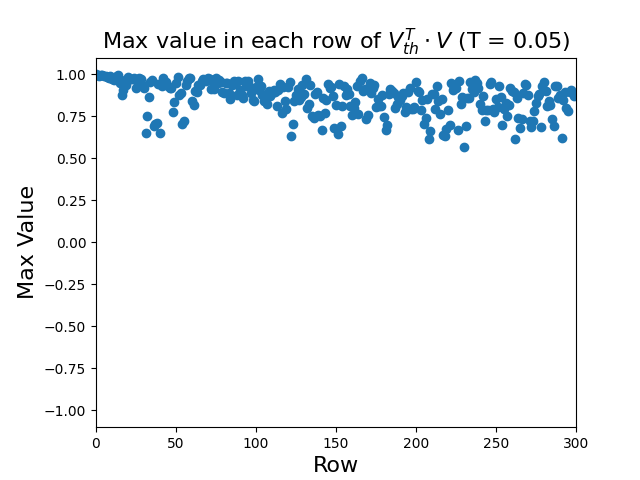 Max value in each row of $V_{th}^T \cdot V$ (T = 0.05)
1.00
0.75
0.50
0.25
0.00
−0.25
−0.50
−0.75
−1.00
Max Value
0 50 100 150 200 250 300
Row